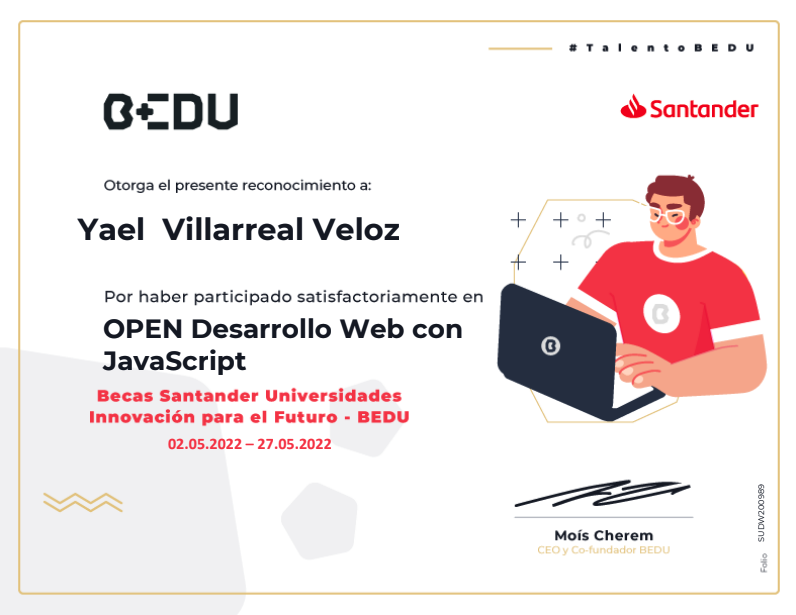 #TalentoBEDU
BEDU
Santander
Otorga el presente reconocimiento a:
Yael Villarreal Veloz
Por haber participado satisfactoriamente en
OPEN Desarrollo Web con
JavaScript
Becas Santander Universidades
Innovación para el Futuro - BEDU
02.05.2022 – 27.05.2022
Moís Cherem
CEO y Co-fundador BEDU
Folio SUDW200989